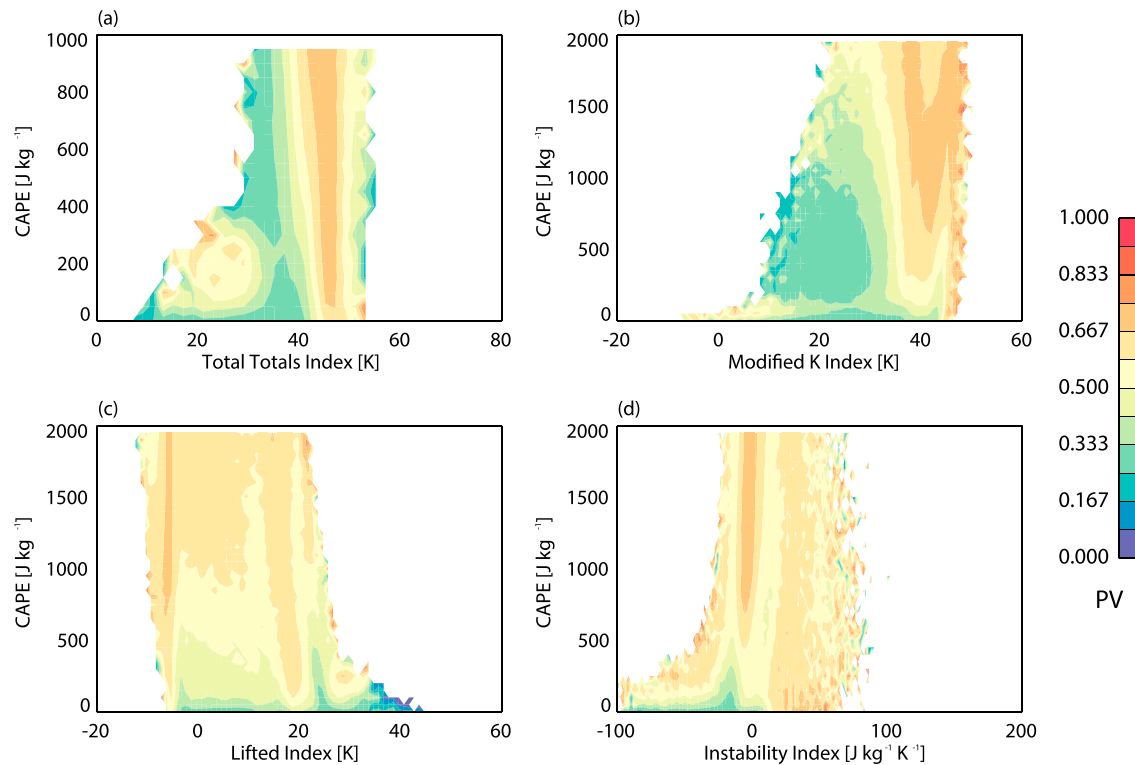 (a)
1000
800
600
400
200
0
CAPE [J kg⁻¹]
0 20 40 60 80
Total Totals Index [K]
(b)
2000
1500
1000
500
0
CAPE [J kg⁻¹]
-20 0 20 40 60
Modified K Index [K]
(c)
2000
1500
1000
500
0
CAPE [J kg⁻¹]
-20 0 20 40 60
Lifted Index [K]
(d)
2000
1500
1000
500
0
CAPE [J kg⁻¹]
-100 0 100 200
Instability Index [J kg⁻¹ K⁻¹]
1.000
0.833
0.667
0.500
0.333
0.167
0.000
PV